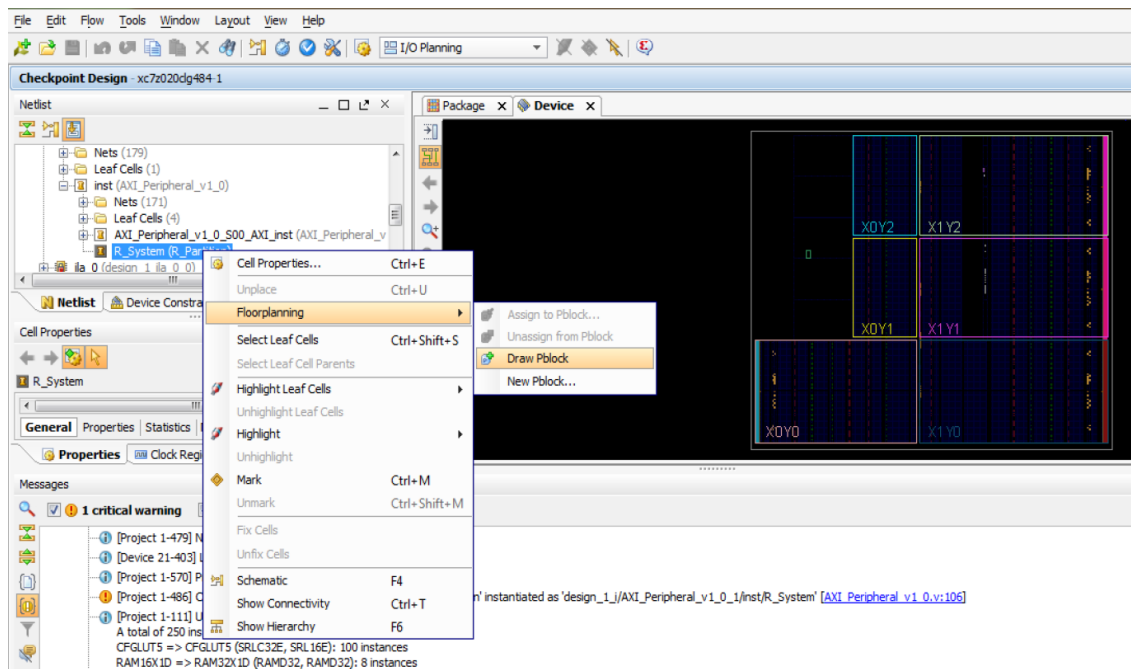 File Edit Flow Tools Window Layout View Help
I/O Planning
Checkpoint Design - xc7z020clg484-1
Netlist
Package Device
Nets (179)
Leaf Cells (1)
inst (AXI_Peripheral_v1_0)
Nets (171)
Leaf Cells (4)
AXI_Peripheral_v1_0_S00_AXI_inst (AXI_Peripheral_v
R_System (R_Partition)
ila_0 (design_1_ila_0_0)
Netlist Device Constra
Cell Properties
R_System
General Properties Statistics
Properties Clock Regi
Cell Properties... Ctrl+E
Unplace Ctrl+U
Floorplanning
Select Leaf Cells Ctrl+Shift+S
Select Leaf Cell Parents
Highlight Leaf Cells
Unhighlight Leaf Cells
Highlight
Unhighlight
Mark Ctrl+M
Unmark Ctrl+Shift+M
Fix Cells
Unfix Cells
Schematic F4
Show Connectivity Ctrl+T
Show Hierarchy F6
Assign to Pblock...
Unassign from Pblock
Draw Pblock
New Pblock...
X0Y2 X1Y2
X0Y1 X1Y1
X0Y0 X1Y0
Messages
1 critical warning
[Project 1-479] N
[Device 21-403] L
[Project 1-570] P
[Project 1-486] C n' instantiated as 'design_1_i/AXI_Peripheral_v1_0_1/inst/R_System' [AXI_Peripheral_v1_0.v:106]
[Project 1-111] U
A total of 250 ins
CFGLUT5 => CFGLUT5 (SRLC32E, SRL16E): 100 instances
RAM16X1D => RAM32X1D (RAMD32, RAMD32): 8 instances